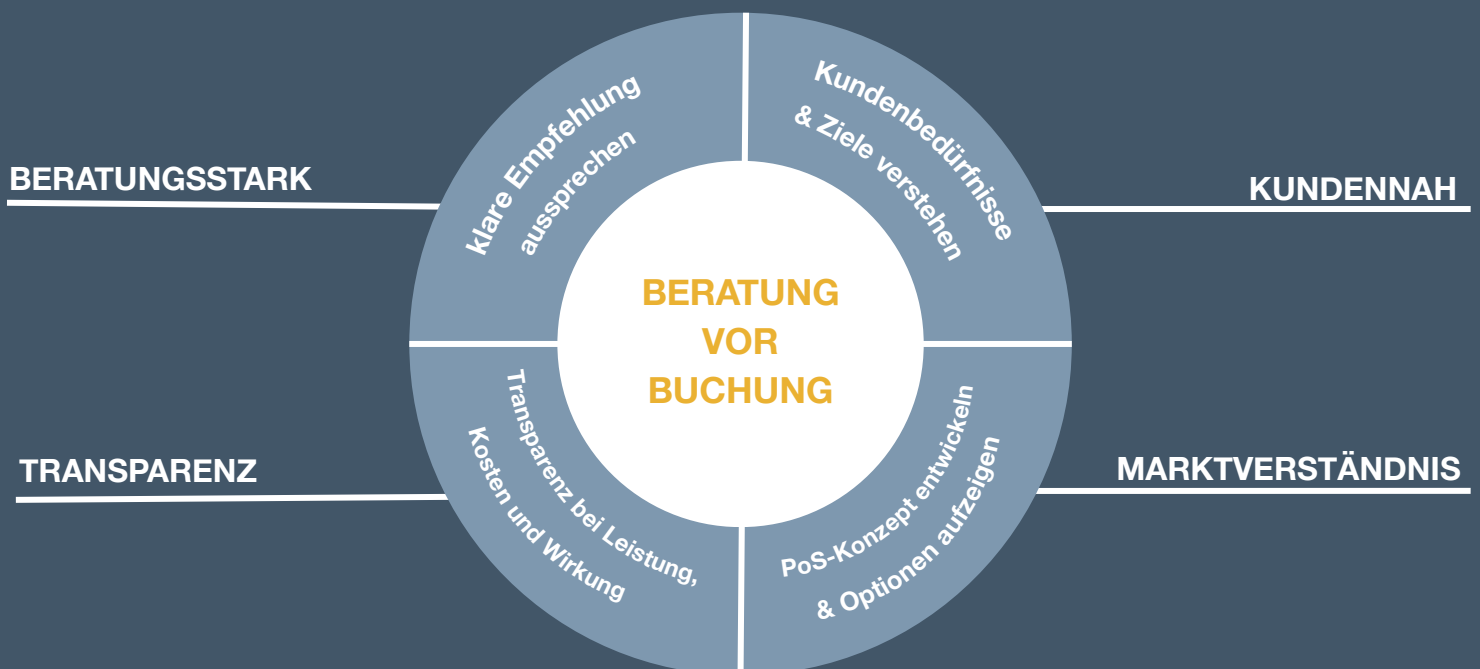 BERATUNGSSTARK
klare Empfehlung
aussprechen
Kundenbedürfnisse
& Ziele verstehen
KUNDENNAH
BERATUNG
VOR
BUCHUNG
TRANSPARENZ
Transparenz bei Leistung,
Kosten und Wirkung
PoS-Konzept entwickeln
& Optionen aufzeigen
MARKTVERSTÄNDNIS